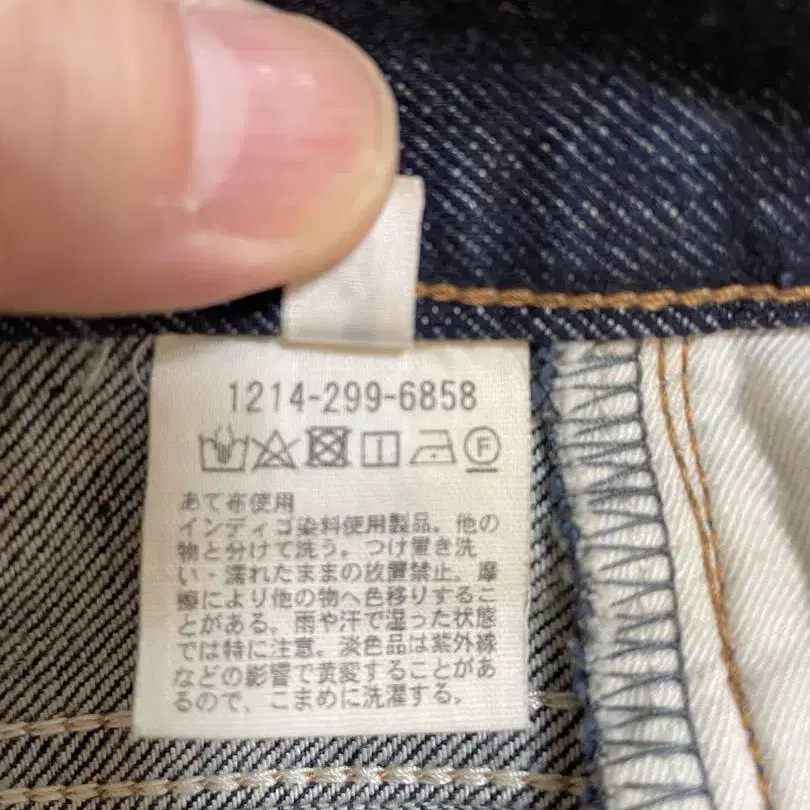 1214-299-6858
F
あて布使用
インディゴ染料使用製品。他の
物と分けて洗う。つけ置き洗
い・濡れたままの放置禁止。摩
擦により他の物へ色移りするこ
とがある。雨や汗で湿った状態
では特に注意。淡色品は紫外線
などの影響で黄変することがあ
るので、こまめに洗濯する。